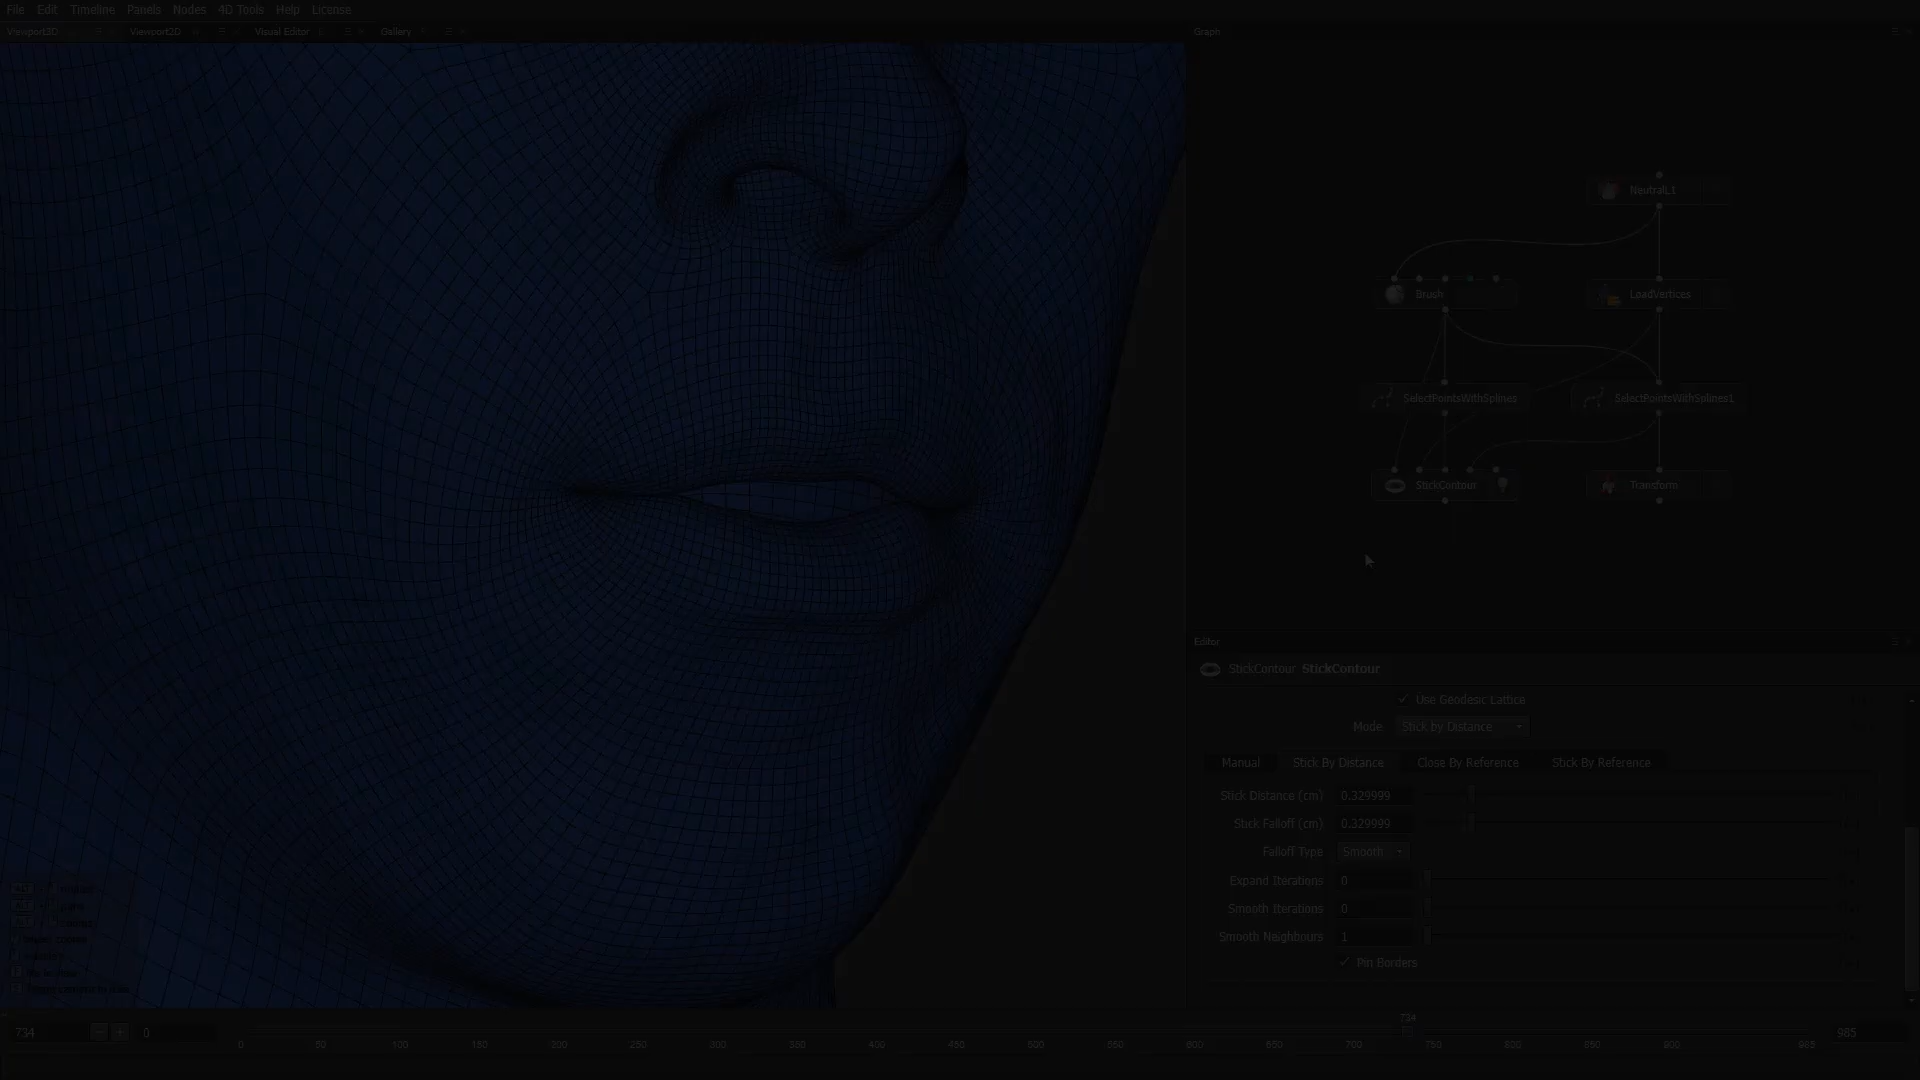 File Edit Timeline Panels Nodes 4D Tools Help License
Viewport3D Viewport2D Visual Editor Gallery Graph
NeutralLt
Brush LoadVertices
SelectPointsWithSplines SelectPointsWithSplines1
StickContour Transform
Editor
StickContour StickContour
Use Geodesic Lattice
Mode Stick by Distance
Manual Stick By Distance Close By Reference Stick By Reference
Stick Distance (cm) 0.329999
Stick Falloff (cm) 0.329999
Falloff Type Smooth
Expand Iterations 0
Smooth Iterations 0
Smooth Neighbours 1
Pin Borders
734
734 0 985
0 50 100 150 200 250 300 350 400 450 500 550 600 650 700 750 800 850 900 985